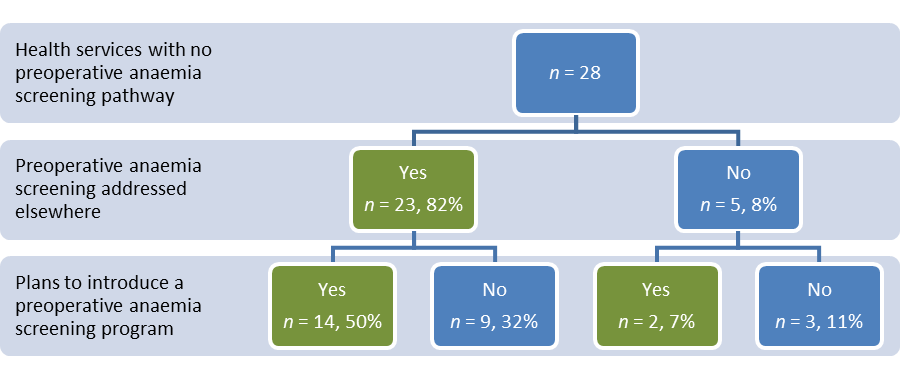 Health services with no
preoperative anaemia
screening pathway
n = 28
Preoperative anaemia
screening addressed
elsewhere
Yes
n = 23, 82%
No
n = 5, 8%
Plans to introduce a
preoperative anaemia
screening program
Yes
n = 14, 50%
No
n = 9, 32%
Yes
n = 2, 7%
No
n = 3, 11%